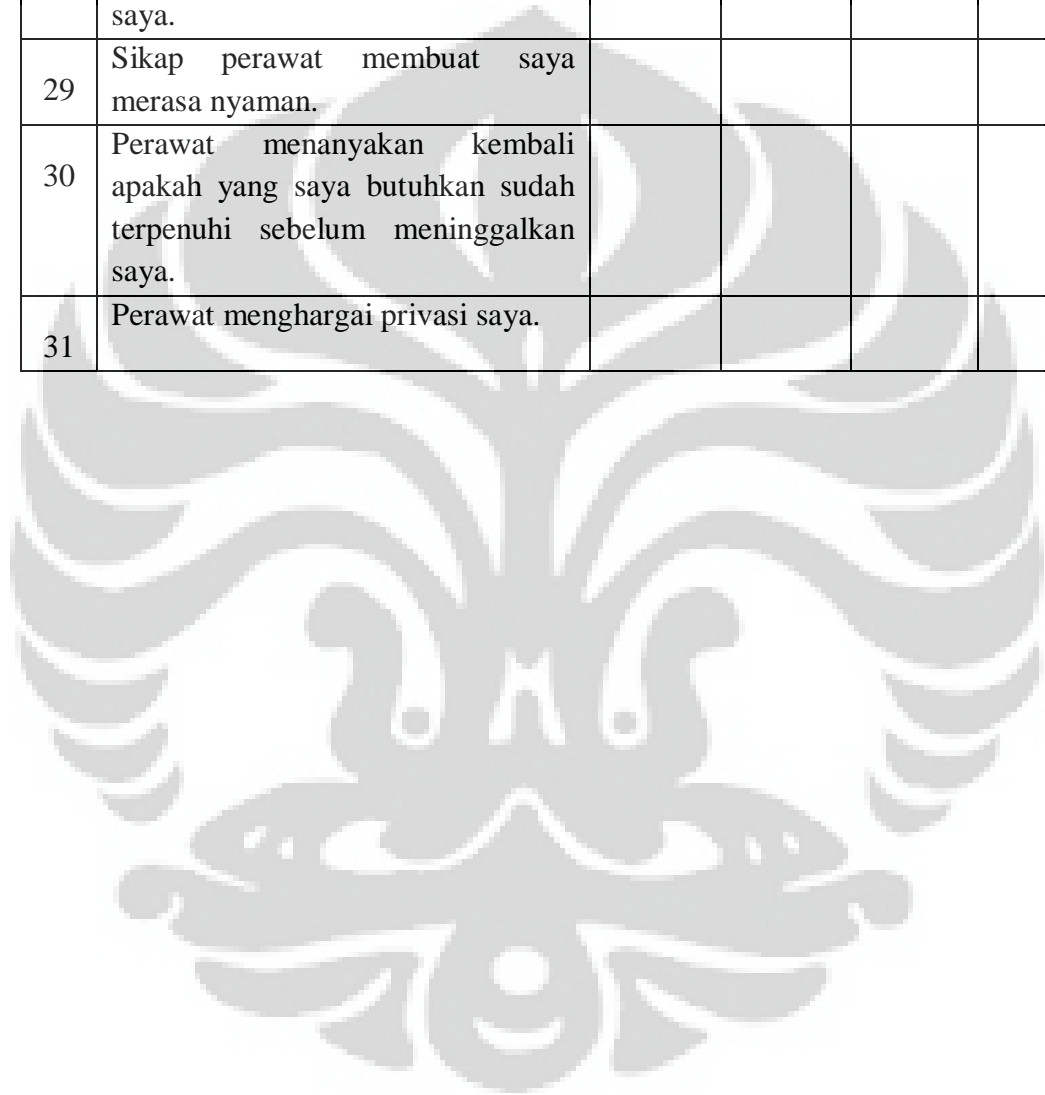 saya.
29 Sikap perawat membuat saya
merasa nyaman.
30 Perawat menanyakan kembali
apakah yang saya butuhkan sudah
terpenuhi sebelum meninggalkan
saya.
31 Perawat menghargai privasi saya.